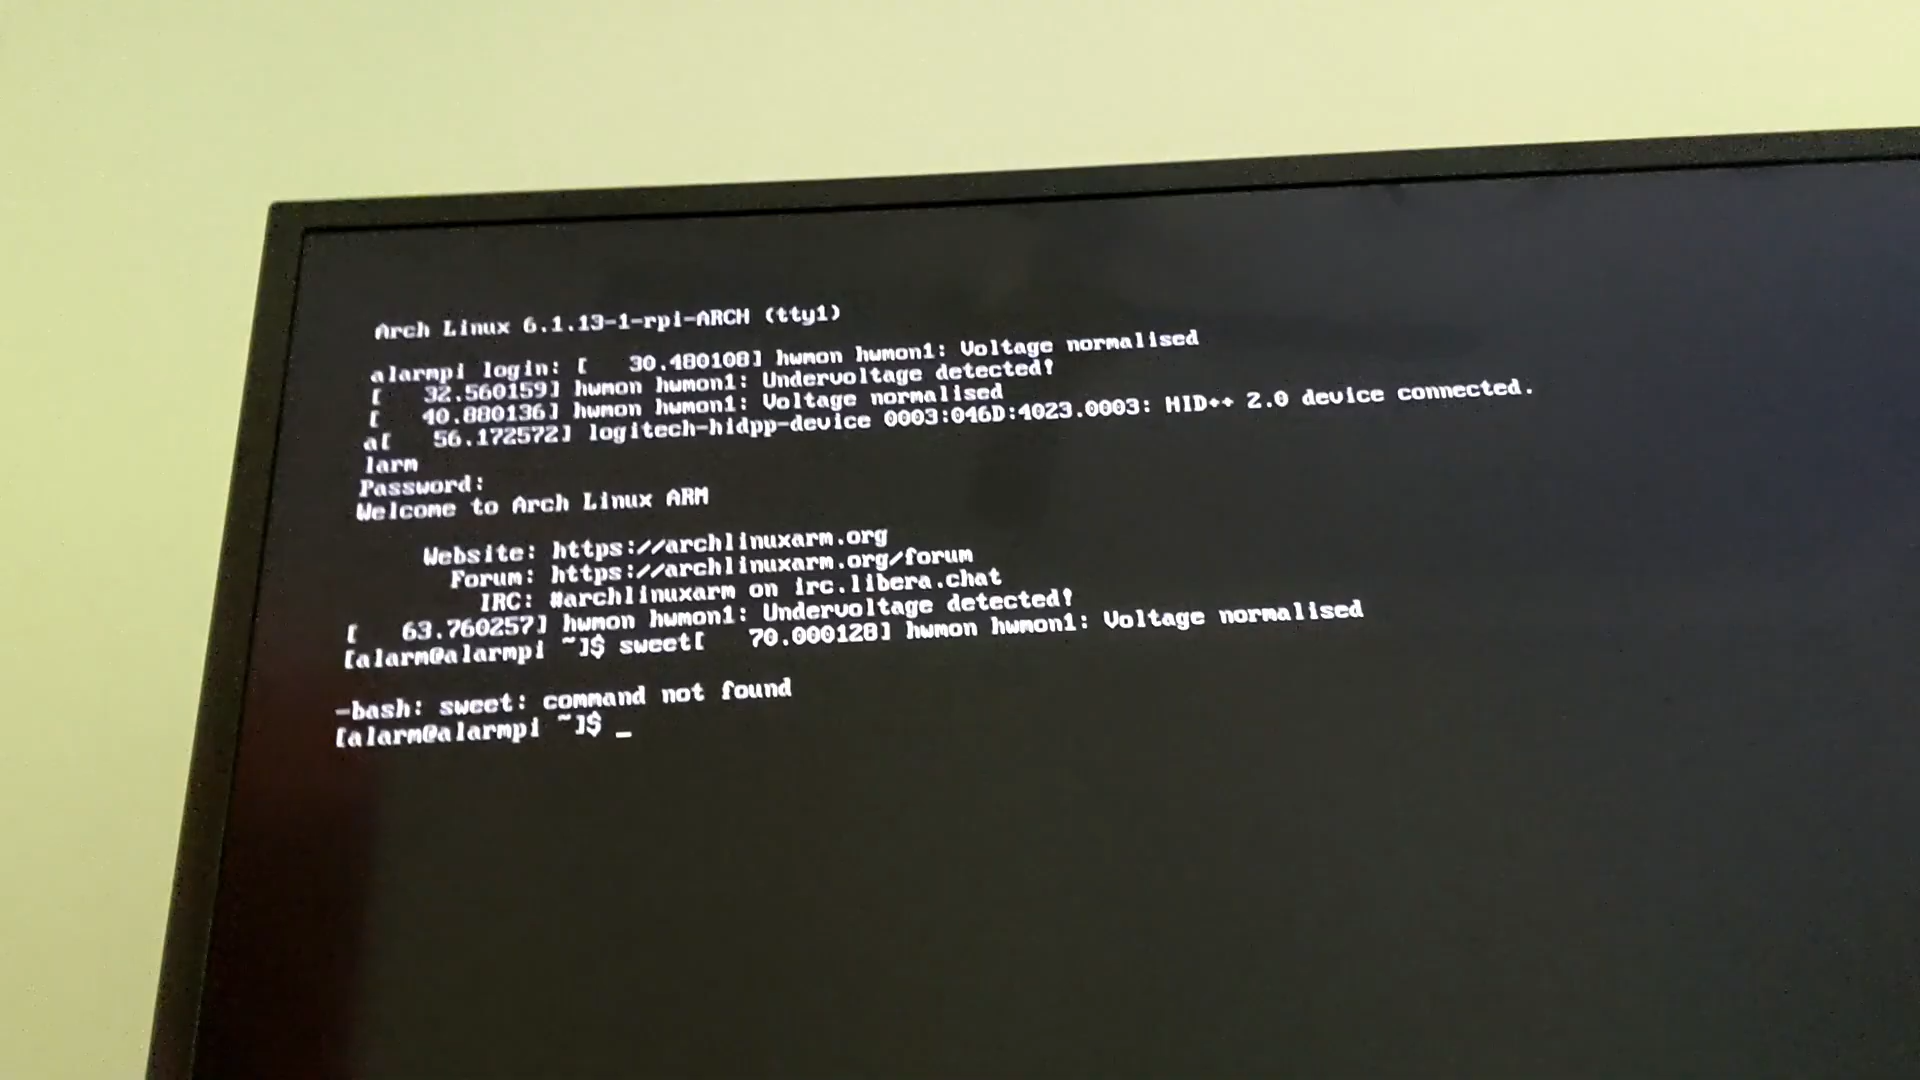 Arch Linux 6.1.13-1-rpi-ARCH (tty1)
alarmpi login: [   30.480108] hwmon hwmon1: Voltage normalised
[   32.560159] hwmon hwmon1: Undervoltage detected!
[   40.880136] hwmon hwmon1: Voltage normalised
a[   56.172572] logitech-hidpp-device 0003:046D:4023.0003: HID++ 2.0 device connected.
larm
Password:
Welcome to Arch Linux ARM
Website: https://archlinuxarm.org
Forum: https://archlinuxarm.org/forum
IRC: #archlinuxarm on irc.libera.chat
[   63.760257] hwmon hwmon1: Undervoltage detected!
[alarm@alarmpi ~]$ sweet[   70.000128] hwmon hwmon1: Voltage normalised
-bash: sweet: command not found
[alarm@alarmpi ~]$ _